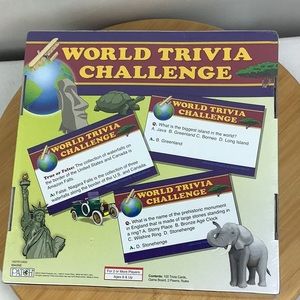 WORLD TRIVIA
CHALLENGE
WORLD TRIVIA
CHALLENGE
True or False: The collection of waterfalls on
the border of the United States and Canada is
Amazon Falls.
A: False Niagara Falls is the collection of three
waterfalls along the border of the U.S. and Canada.
WORLD TRIVIA
CHALLENGE
Q: What is the biggest island in the world?
A. Java B. Greenland C. Borneo D. Long Island
A: B. Greenland
WORLD TRIVIA
CHALLENGE
Q: What is the name of the prehistoric monument
in England that is made of large stones standing in
a ring? A. Story Place B. Bronze Age Clock
C. Wiltshire Ring D. Stonehenge
A: D. Stonehenge
For 2 or More Players
Ages 8 & Up
Contents: 100 Trivia Cards,
Game Board, 2 Pawns, Rules